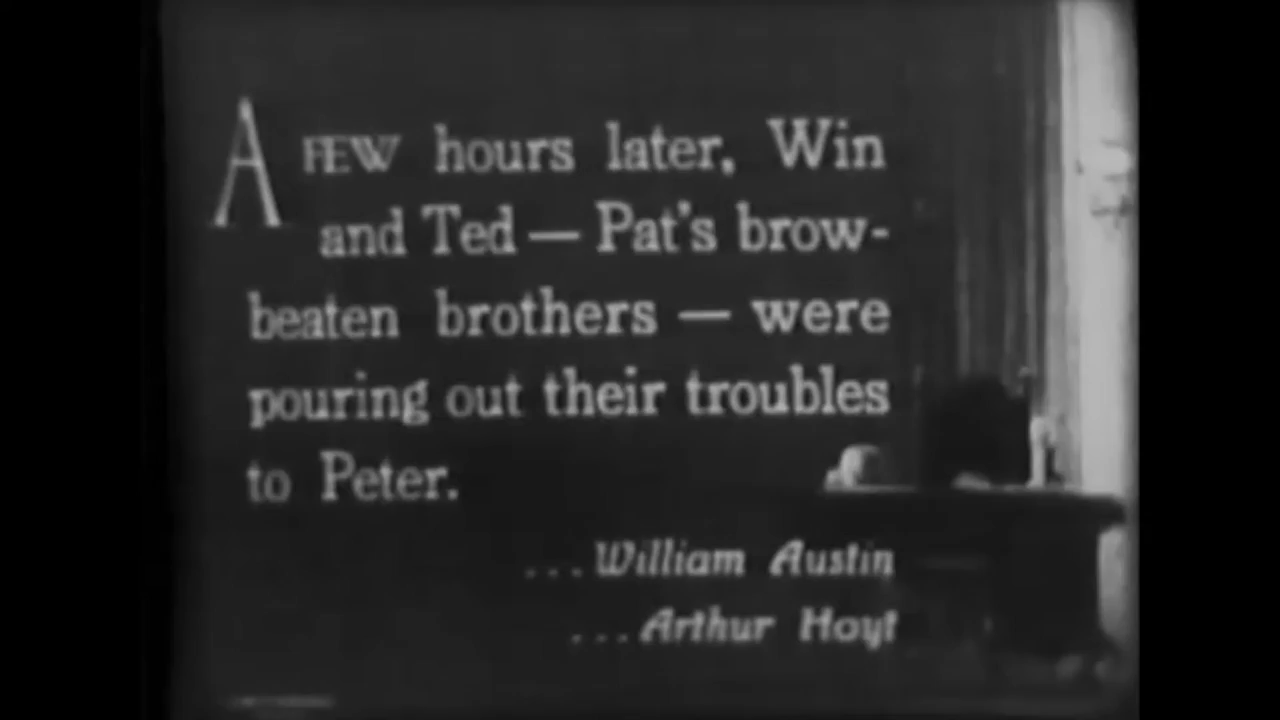 A FEW hours later, Win
and Ted — Pat's brow-
beaten brothers — were
pouring out their troubles
to Peter.
...William Austin
...Arthur Hoyt